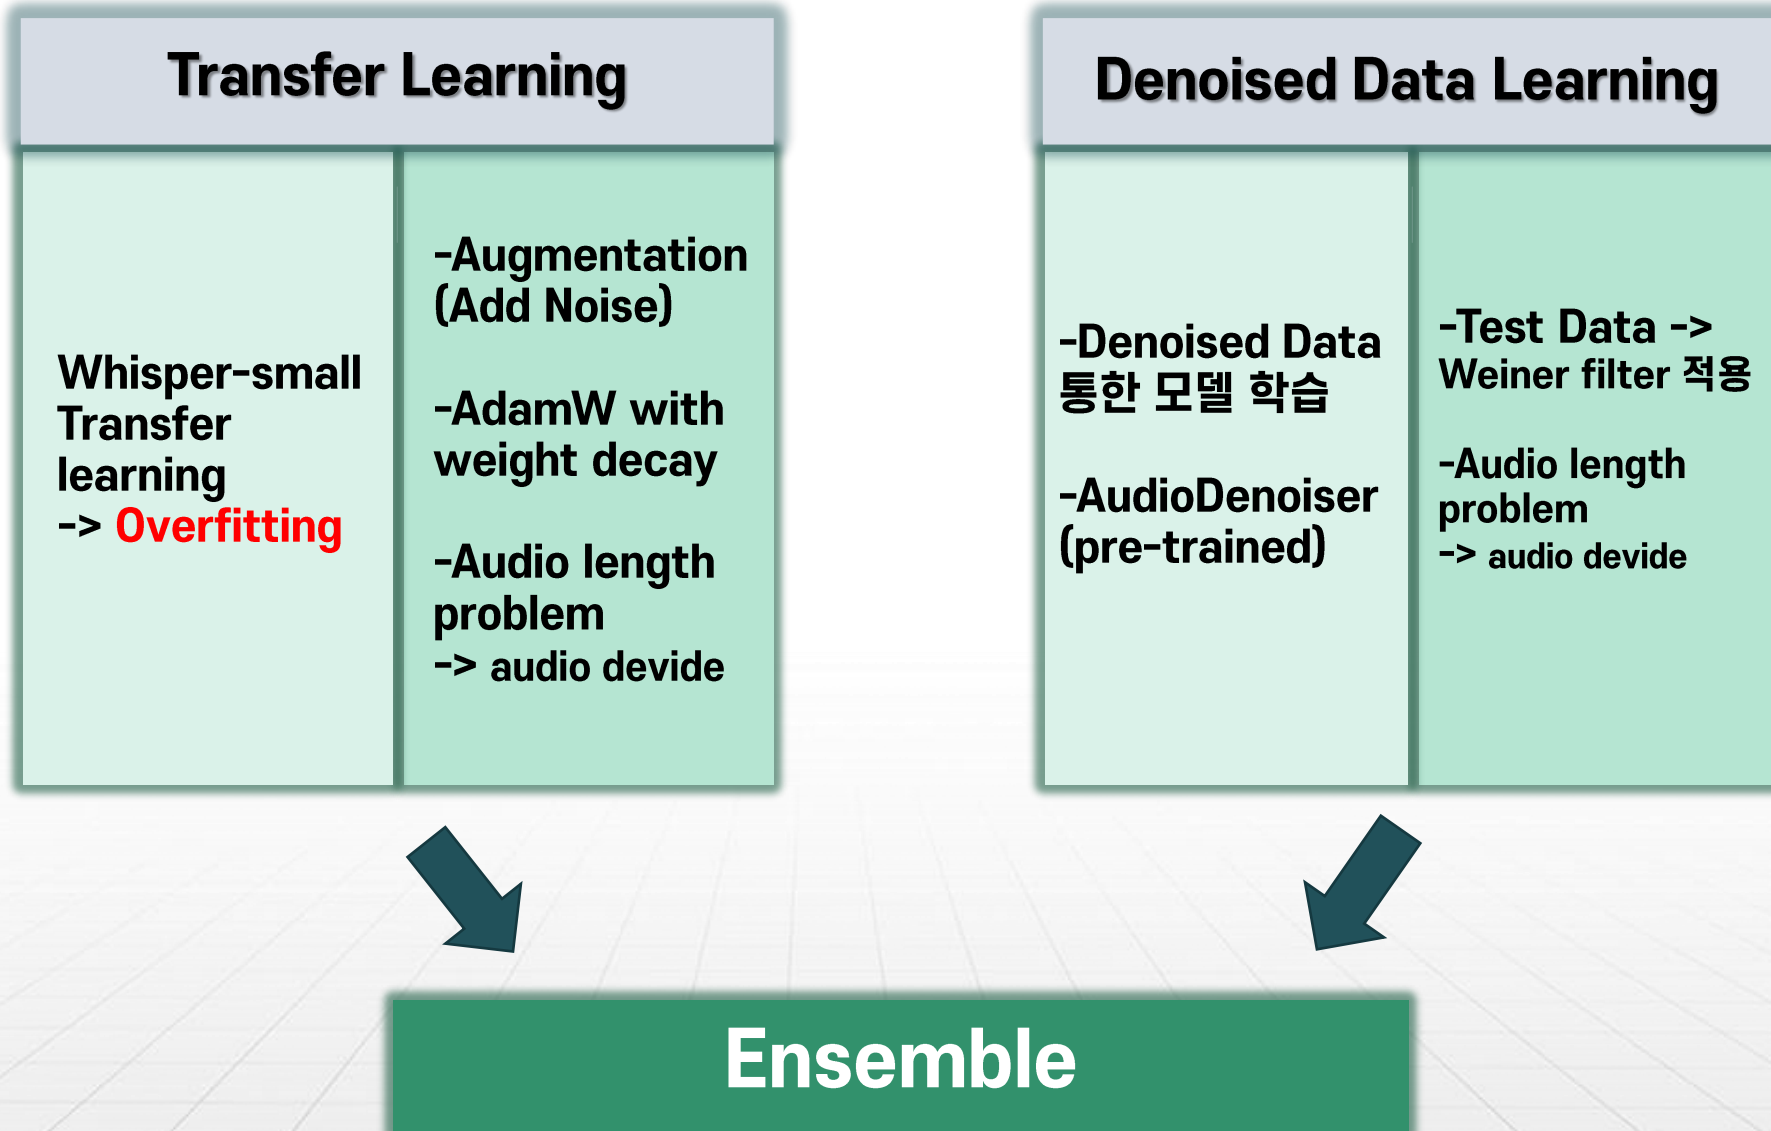 Transfer Learning
Whisper-small
Transfer
learning
-> Overfitting
-Augmentation
(Add Noise)
-AdamW with
weight decay
-Audio length
problem
-> audio devide
Denoised Data Learning
-Denoised Data
통한 모델 학습
-AudioDenoiser
(pre-trained)
-Test Data ->
Weiner filter 적용
-Audio length
problem
-> audio devide
Ensemble